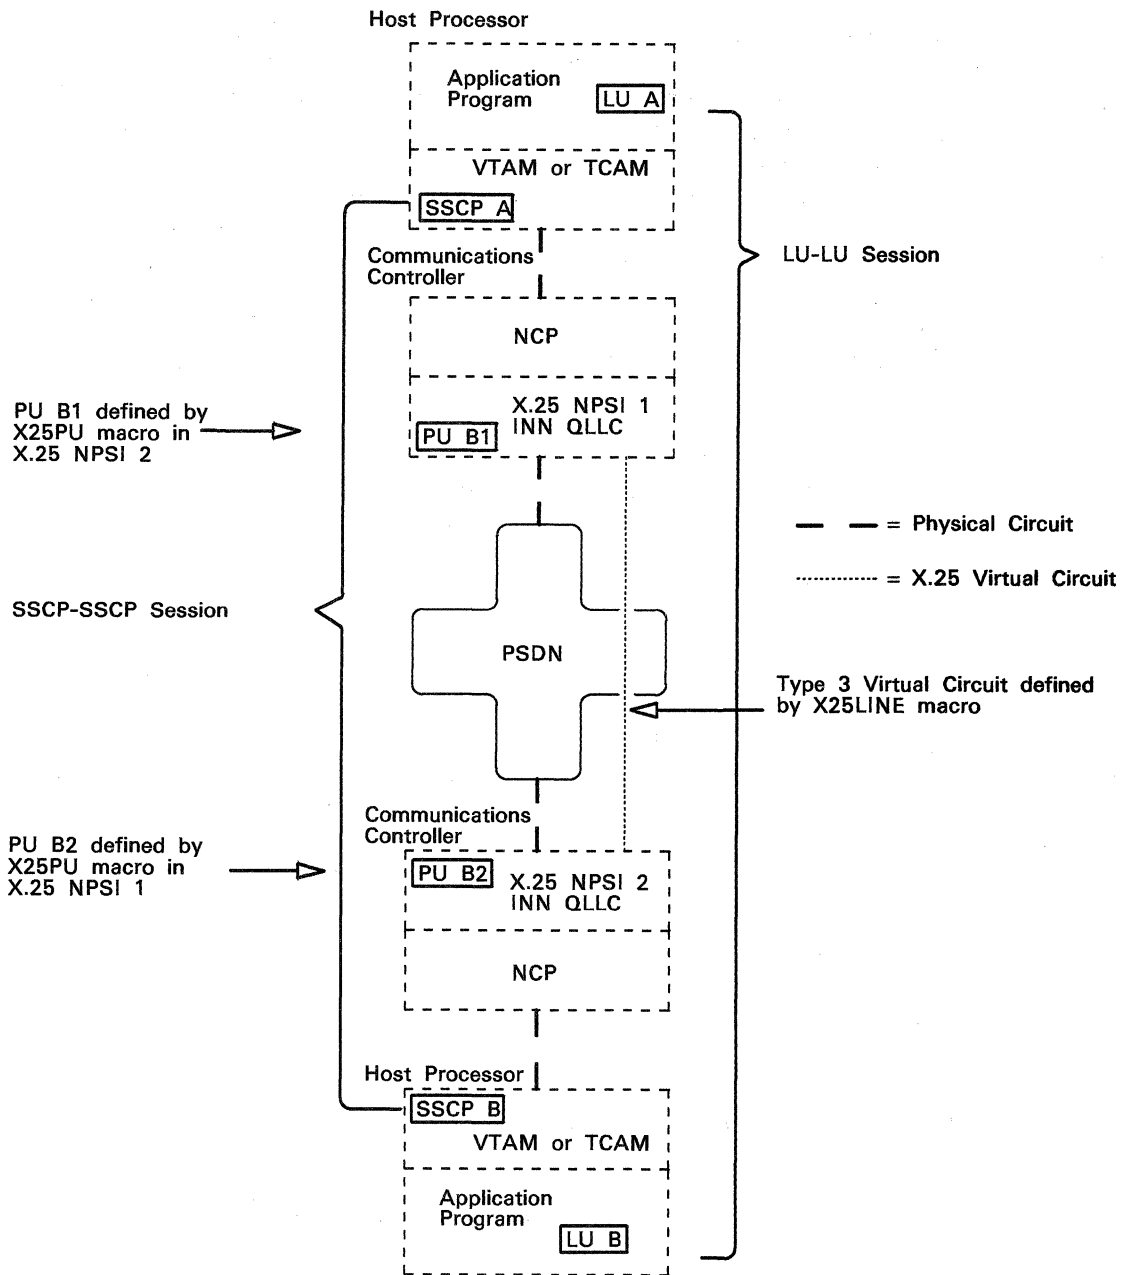 Host Processor
Application
Program
LU A
VTAM or TCAM
SSCP A
Communications
Controller
LU-LU Session
NCP
PU B1 defined by
X25PU macro in
X.25 NPSI 2
X.25 NPSI 1
INN QLLC
PU B1
= Physical Circuit
= X.25 Virtual Circuit
SSCP-SSCP Session
PSDN
Type 3 Virtual Circuit defined
by X25LINE macro
Communications
Controller
PU B2 defined by
X25PU macro in
X.25 NPSI 1
PU B2
X.25 NPSI 2
INN QLLC
NCP
Host Processor
SSCP B
VTAM or TCAM
Application
Program
LU B